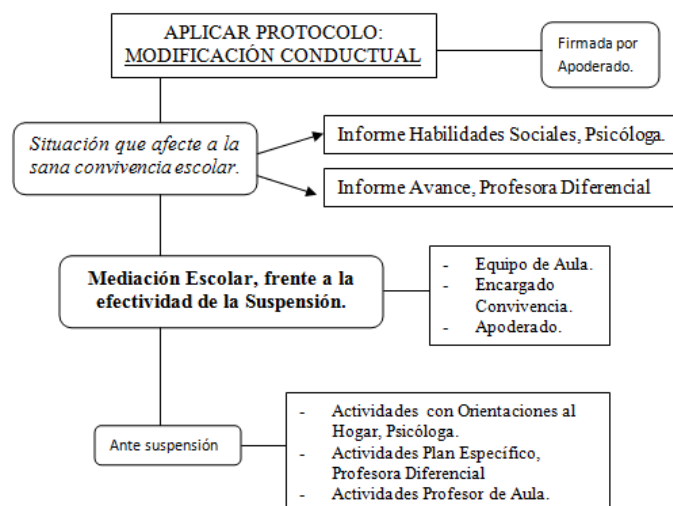 APLICAR PROTOCOLO:
MODIFICACIÓN CONDUCTUAL
Firmada por
Apoderado.
Situación que afecte a la
sana convivencia escolar.
Informe Habilidades Sociales, Psicóloga.
Informe Avance, Profesora Diferencial
Mediación Escolar, frente a la
efectividad de la Suspensión.
- Equipo de Aula.
- Encargado
Convivencia.
- Apoderado.
Ante suspensión
- Actividades con Orientaciones al
Hogar, Psicóloga.
- Actividades Plan Específico,
Profesora Diferencial
- Actividades Profesor de Aula.